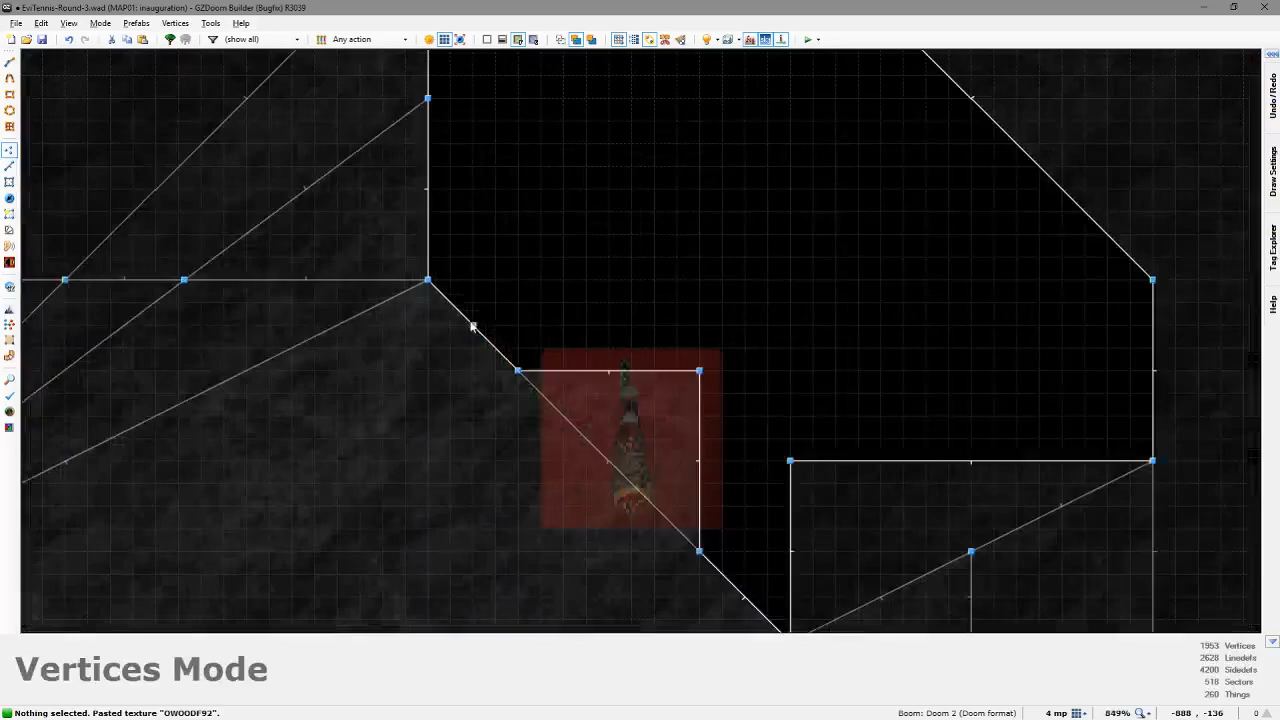 EviTennis-Round-3.wad (MAP01: inauguration) - GZDoom Builder (Bugfix) R3039
File Edit View Mode Prefabs Vertices Tools Help
(show all) Any action
Undo / Redo
Draw Settings
Tag Explorer
Help
Vertices Mode
1953 Vertices
2628 Linedefs
4200 Sidedefs
518 Sectors
260 Things
Nothing selected. Pasted texture "OWOODF92". Boom: Doom 2 (Doom format) 4 mp 849% -888 , -136 0